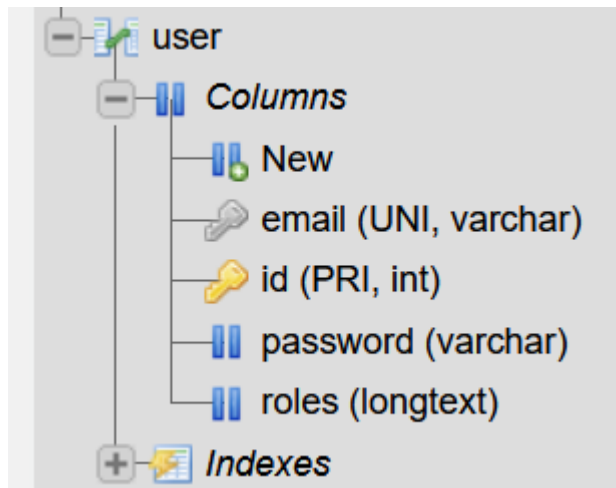 user
Columns
New
email (UNI, varchar)
id (PRI, int)
password (varchar)
roles (longtext)
Indexes